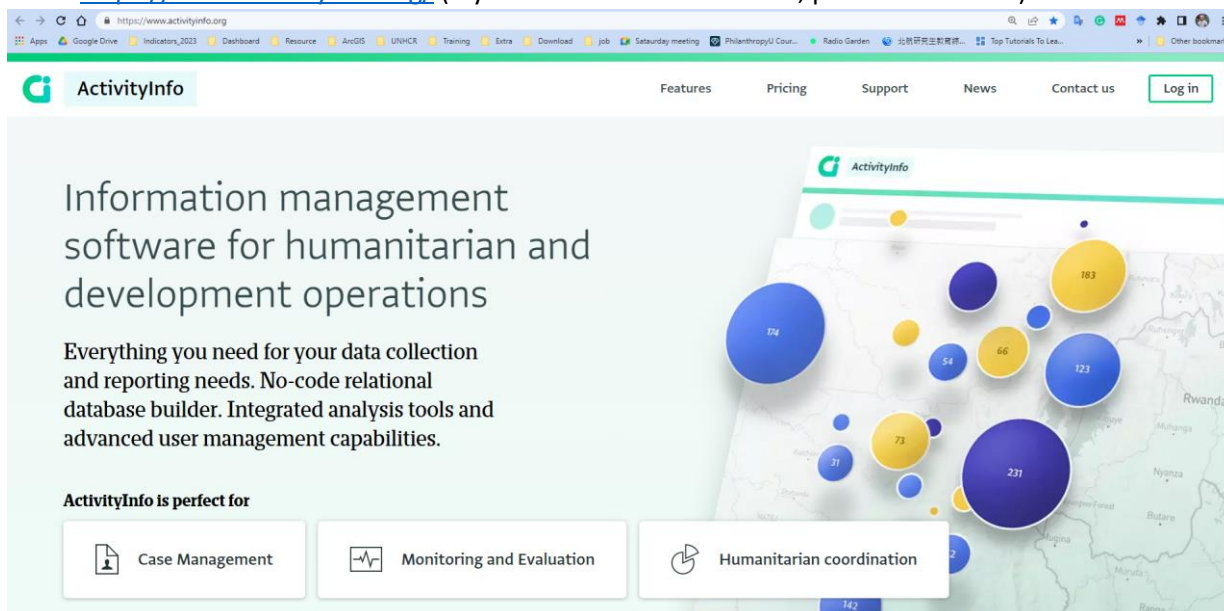 https://www.activityinfo.org
Apps Google Drive Indicators_2023 Dashboard Resource ArcGIS UNHCR Training Extra Download job Sataurday meeting PhilanthropyU Cour... Radio Garden Top Tutorials To Lea... » Other bookmar
ActivityInfo Features Pricing Support News Contact us Log in
ActivityInfo
Information management
software for humanitarian and
development operations
Everything you need for your data collection
and reporting needs. No-code relational
database builder. Integrated analysis tools and
advanced user management capabilities.
183
174
54
66
123
Rwanda
Muhanga
73
31
231
Nyanza
Butare
ActivityInfo is perfect for
Case Management Monitoring and Evaluation Humanitarian coordination
142